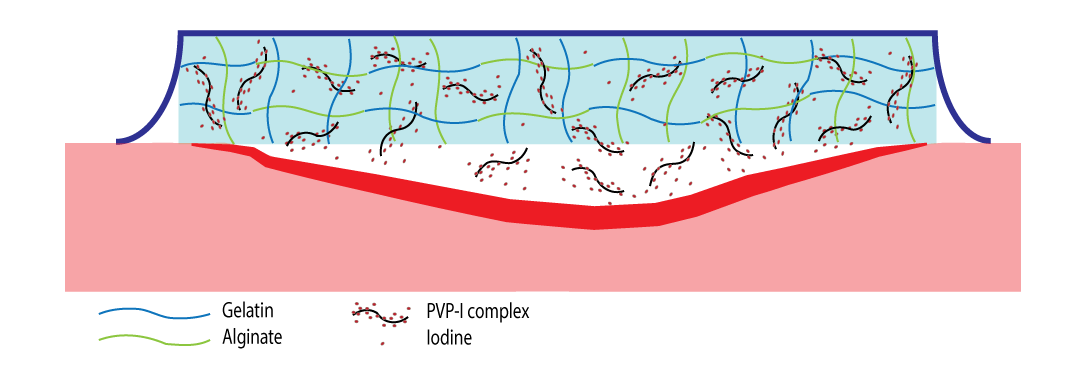 Gelatin
Alginate
PVP-I complex
Iodine